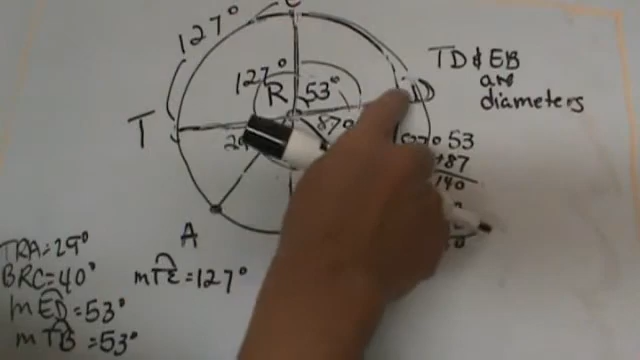 127°
TD & EB
are
diameters
127°
53°
R
T
87°
53
+87
140
A
TRA=29°
BRC=40°
mTE=127°
mED=53°
mTB=53°